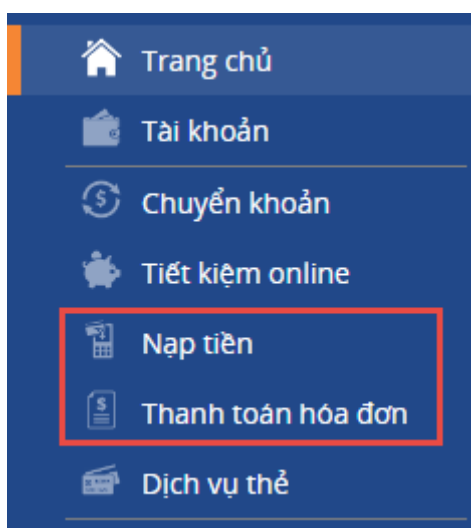 Trang chủ
Tài khoản
Chuyển khoản
Tiết kiệm online
Nạp tiền
Thanh toán hóa đơn
Dịch vụ thẻ